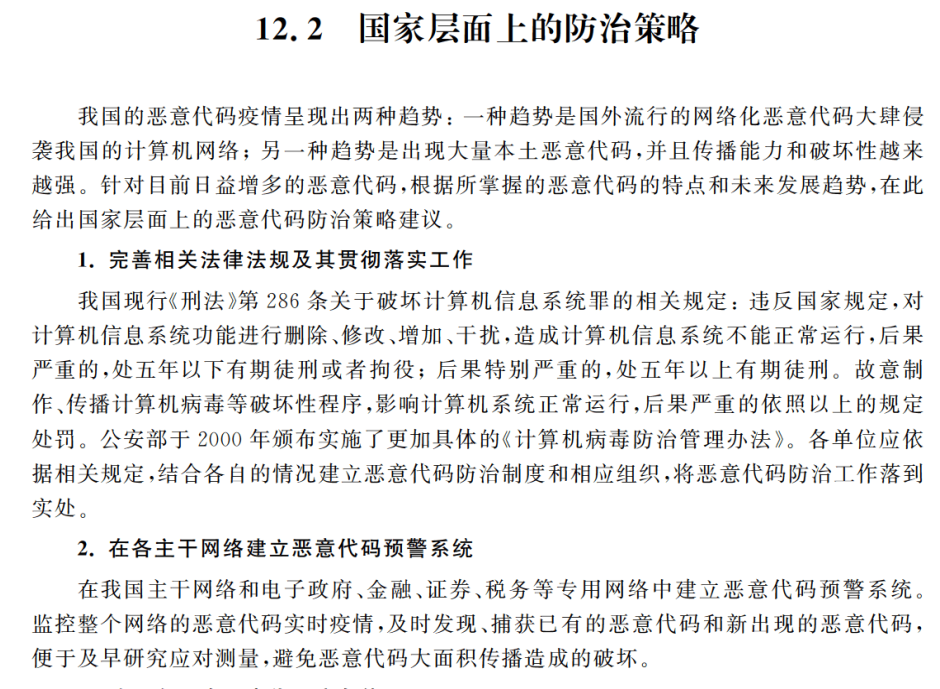 12.2 国家层面上的防治策略
我国的恶意代码疫情呈现出两种趋势：一种趋势是国外流行的网络化恶意代码大肆侵
袭我国的计算机网络；另一种趋势是出现大量本土恶意代码,并且传播能力和破坏性越来
越强。针对目前日益增多的恶意代码,根据所掌握的恶意代码的特点和未来发展趋势,在此
给出国家层面上的恶意代码防治策略建议。
1. 完善相关法律法规及其贯彻落实工作
我国现行《刑法》第 286 条关于破坏计算机信息系统罪的相关规定：违反国家规定,对
计算机信息系统功能进行删除、修改、增加、干扰,造成计算机信息系统不能正常运行,后果
严重的,处五年以下有期徒刑或者拘役；后果特别严重的,处五年以上有期徒刑。故意制
作、传播计算机病毒等破坏性程序,影响计算机系统正常运行,后果严重的依照以上的规定
处罚。公安部于 2000 年颁布实施了更加具体的《计算机病毒防治管理办法》。各单位应依
据相关规定,结合各自的情况建立恶意代码防治制度和相应组织,将恶意代码防治工作落到
实处。
2. 在各主干网络建立恶意代码预警系统
在我国主干网络和电子政府、金融、证券、税务等专用网络中建立恶意代码预警系统。
监控整个网络的恶意代码实时疫情,及时发现、捕获已有的恶意代码和新出现的恶意代码,
便于及早研究应对测量,避免恶意代码大面积传播造成的破坏。